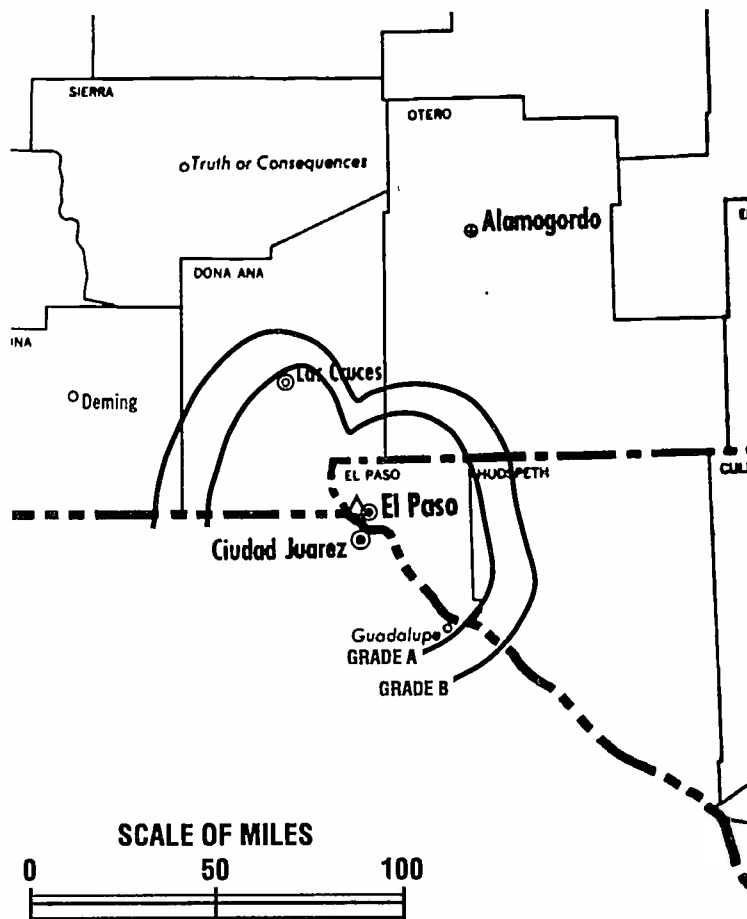 SIERRA
OTERO
Truth or Consequences
Alamogordo
DONA ANA
INA
Las Cruces
Deming
EL PASO
HUDSPETH
CUL
El Paso
Ciudad Juarez
Guadalupe
GRADE A
GRADE B
SCALE OF MILES
0 50 100